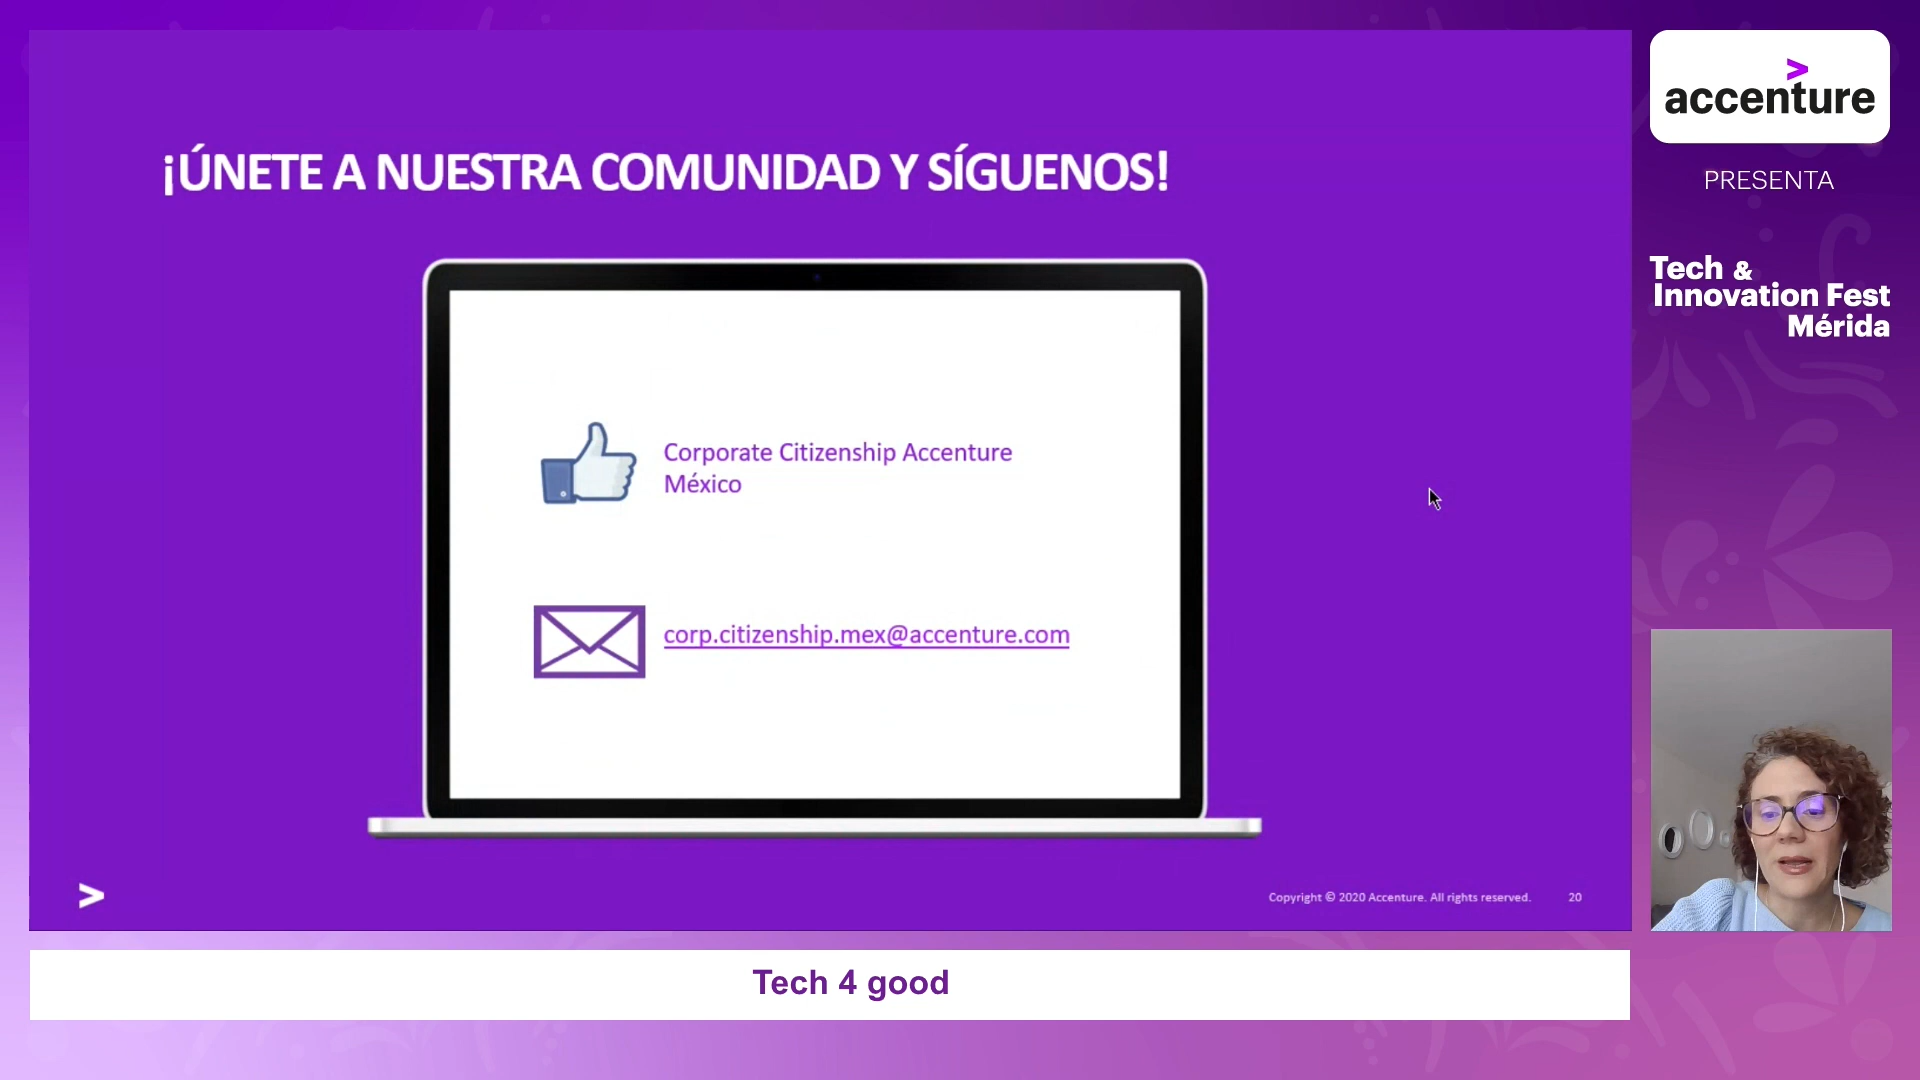 ¡ÚNETE A NUESTRA COMUNIDAD Y SÍGUENOS!
Corporate Citizenship Accenture
México
corp.citizenship.mex@accenture.com
>
Copyright © 2020 Accenture. All rights reserved.
20
accenture
PRESENTA
Tech &
Innovation Fest
Mérida
Tech 4 good